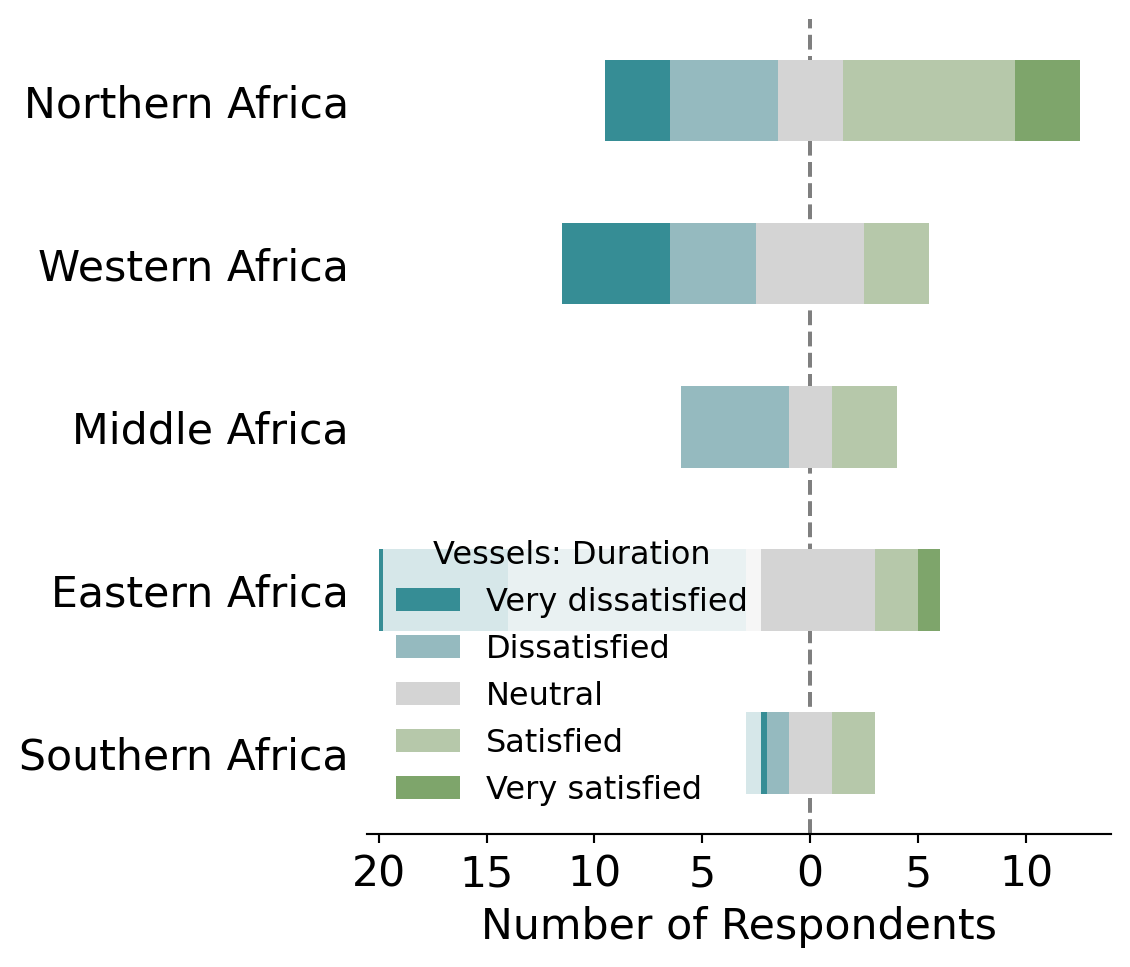 Northern Africa
Western Africa
Middle Africa
Eastern Africa
Southern Africa
Vessels: Duration
Very dissatisfied
Dissatisfied
Neutral
Satisfied
Very satisfied
20 15 10 5 0 5 10
Number of Respondents